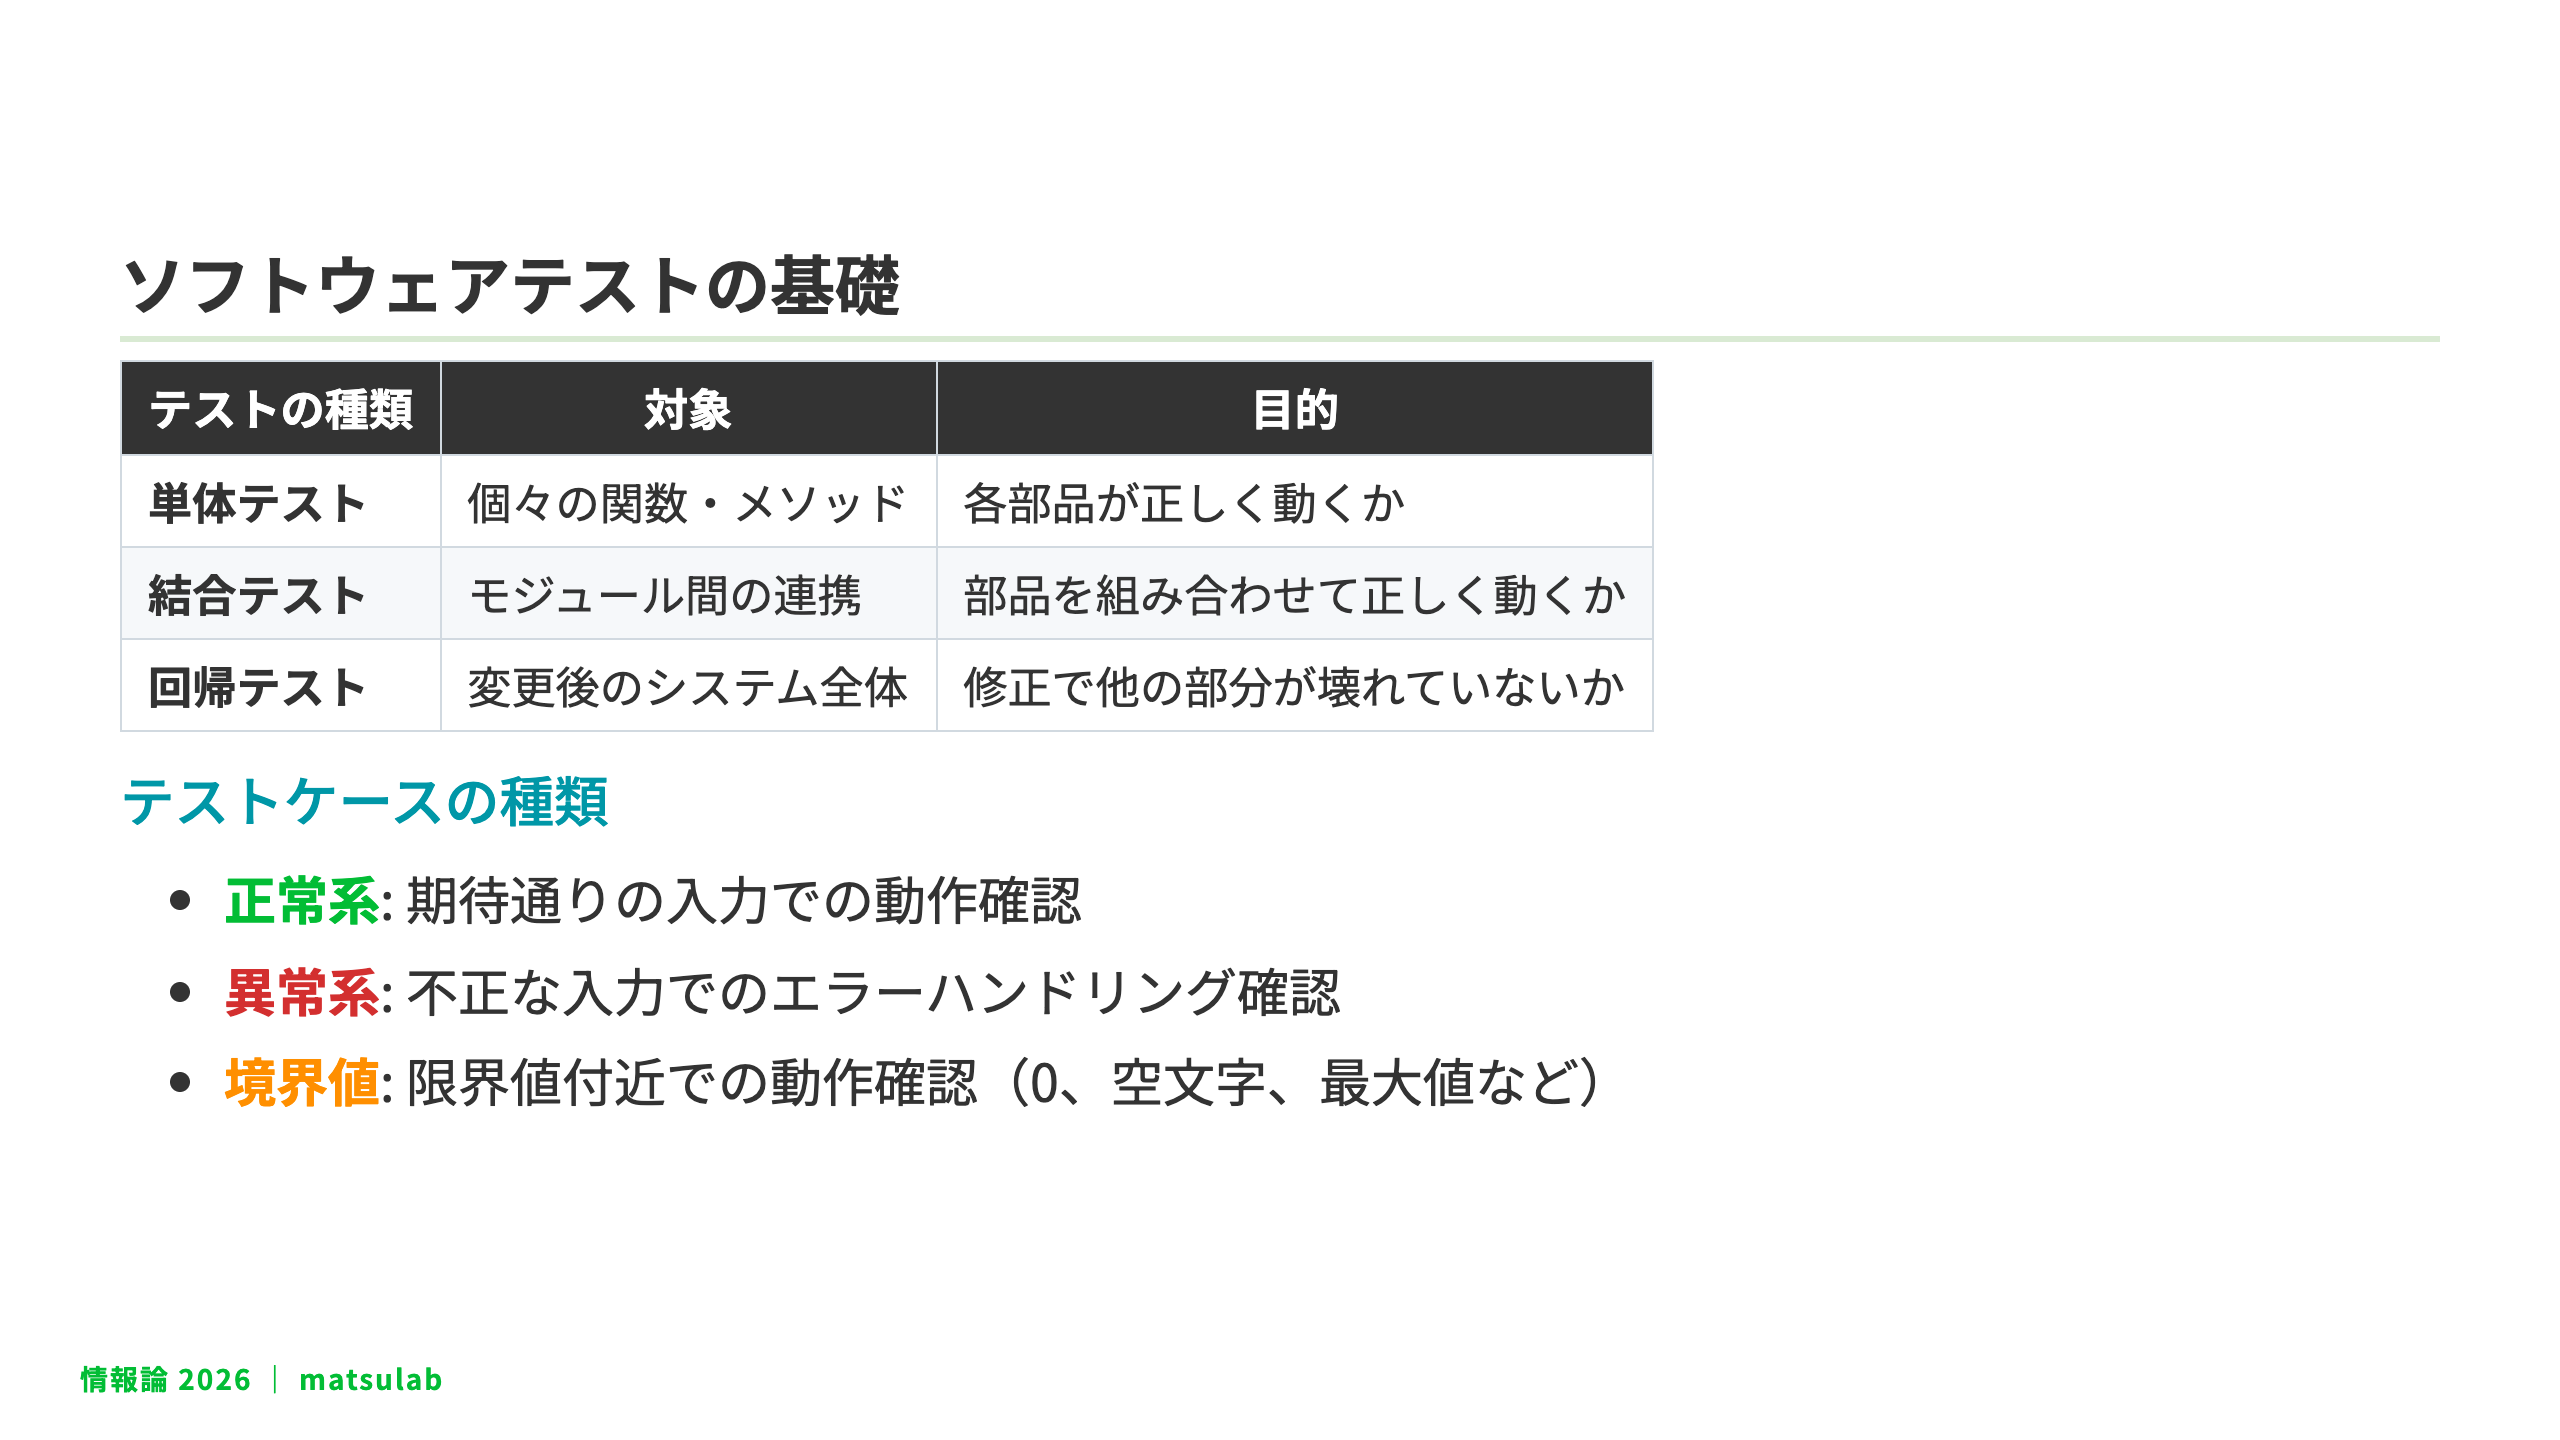 ソフトウェアテストの基礎
テストの種類 対象 目的
単体テスト 個々の関数・メソッド 各部品が正しく動くか
結合テスト モジュール間の連携 部品を組み合わせて正しく動くか
回帰テスト 変更後のシステム全体 修正で他の部分が壊れていないか
テストケースの種類
• 正常系: 期待通りの入力での動作確認
• 異常系: 不正な入力でのエラーハンドリング確認
• 境界値: 限界値付近での動作確認（0、空文字、最大値など）
情報論 2026 ｜ matsulab